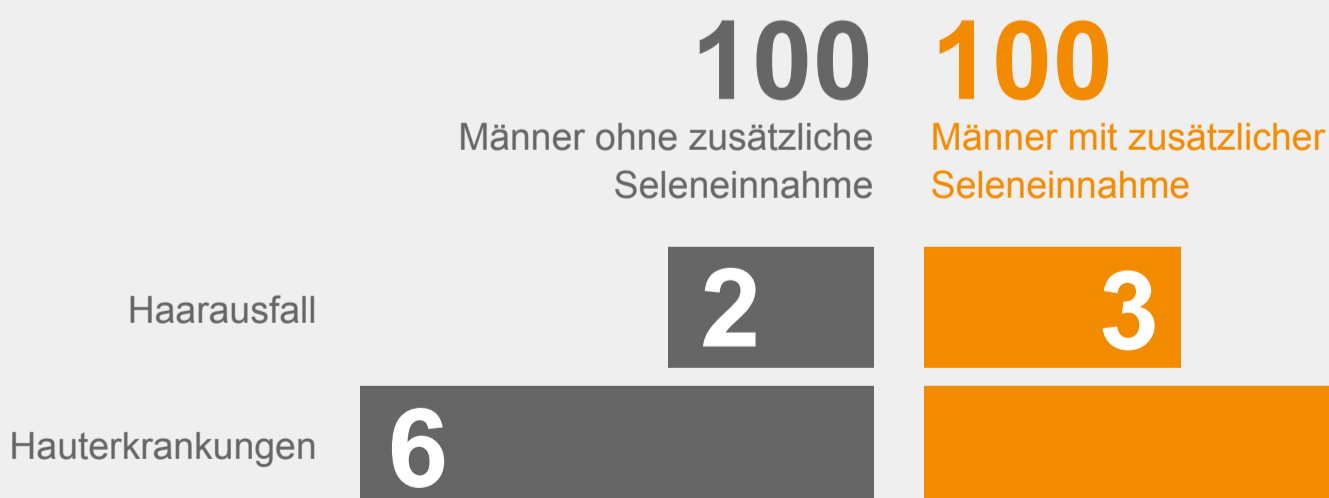 100 100
Männer ohne zusätzliche Männer mit zusätzlicher
Seleneinnahme Seleneinnahme
Haarausfall 2 3
Hauterkrankungen 6